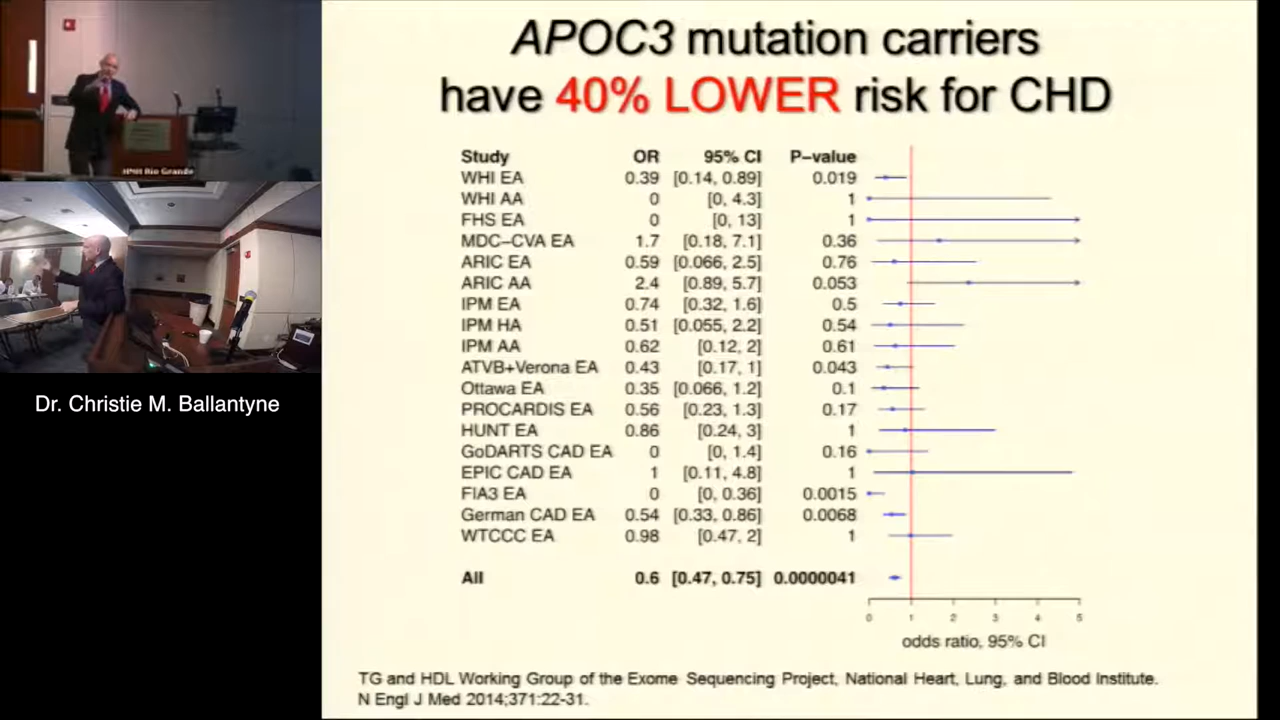 APOC3 mutation carriers
have 40% LOWER risk for CHD
Study OR 95% CI P–value
WHI EA 0.39 [0.14, 0.89] 0.019
WHI AA 0 [0, 4.3] 1
FHS EA 0 [0, 13] 1
MDC–CVA EA 1.7 [0.18, 7.1] 0.36
ARIC EA 0.59 [0.066, 2.5] 0.76
ARIC AA 2.4 [0.89, 5.7] 0.053
IPM EA 0.74 [0.32, 1.6] 0.5
IPM HA 0.51 [0.055, 2.2] 0.54
IPM AA 0.62 [0.12, 2] 0.61
ATVB+Verona EA 0.43 [0.17, 1] 0.043
Ottawa EA 0.35 [0.066, 1.2] 0.1
PROCARDIS EA 0.56 [0.23, 1.3] 0.17
HUNT EA 0.86 [0.24, 3] 1
GoDARTS CAD EA 0 [0, 1.4] 0.16
EPIC CAD EA 1 [0.11, 4.8] 1
FIA3 EA 0 [0, 0.36] 0.0015
German CAD EA 0.54 [0.33, 0.86] 0.0068
WTCCC EA 0.98 [0.47, 2] 1
All 0.6 [0.47, 0.75] 0.0000041
0 1 2 3 4 5
odds ratio, 95% CI
TG and HDL Working Group of the Exome Sequencing Project, National Heart, Lung, and Blood Institute.
N Engl J Med 2014;371:22-31.
Rio Grande
Dr. Christie M. Ballantyne